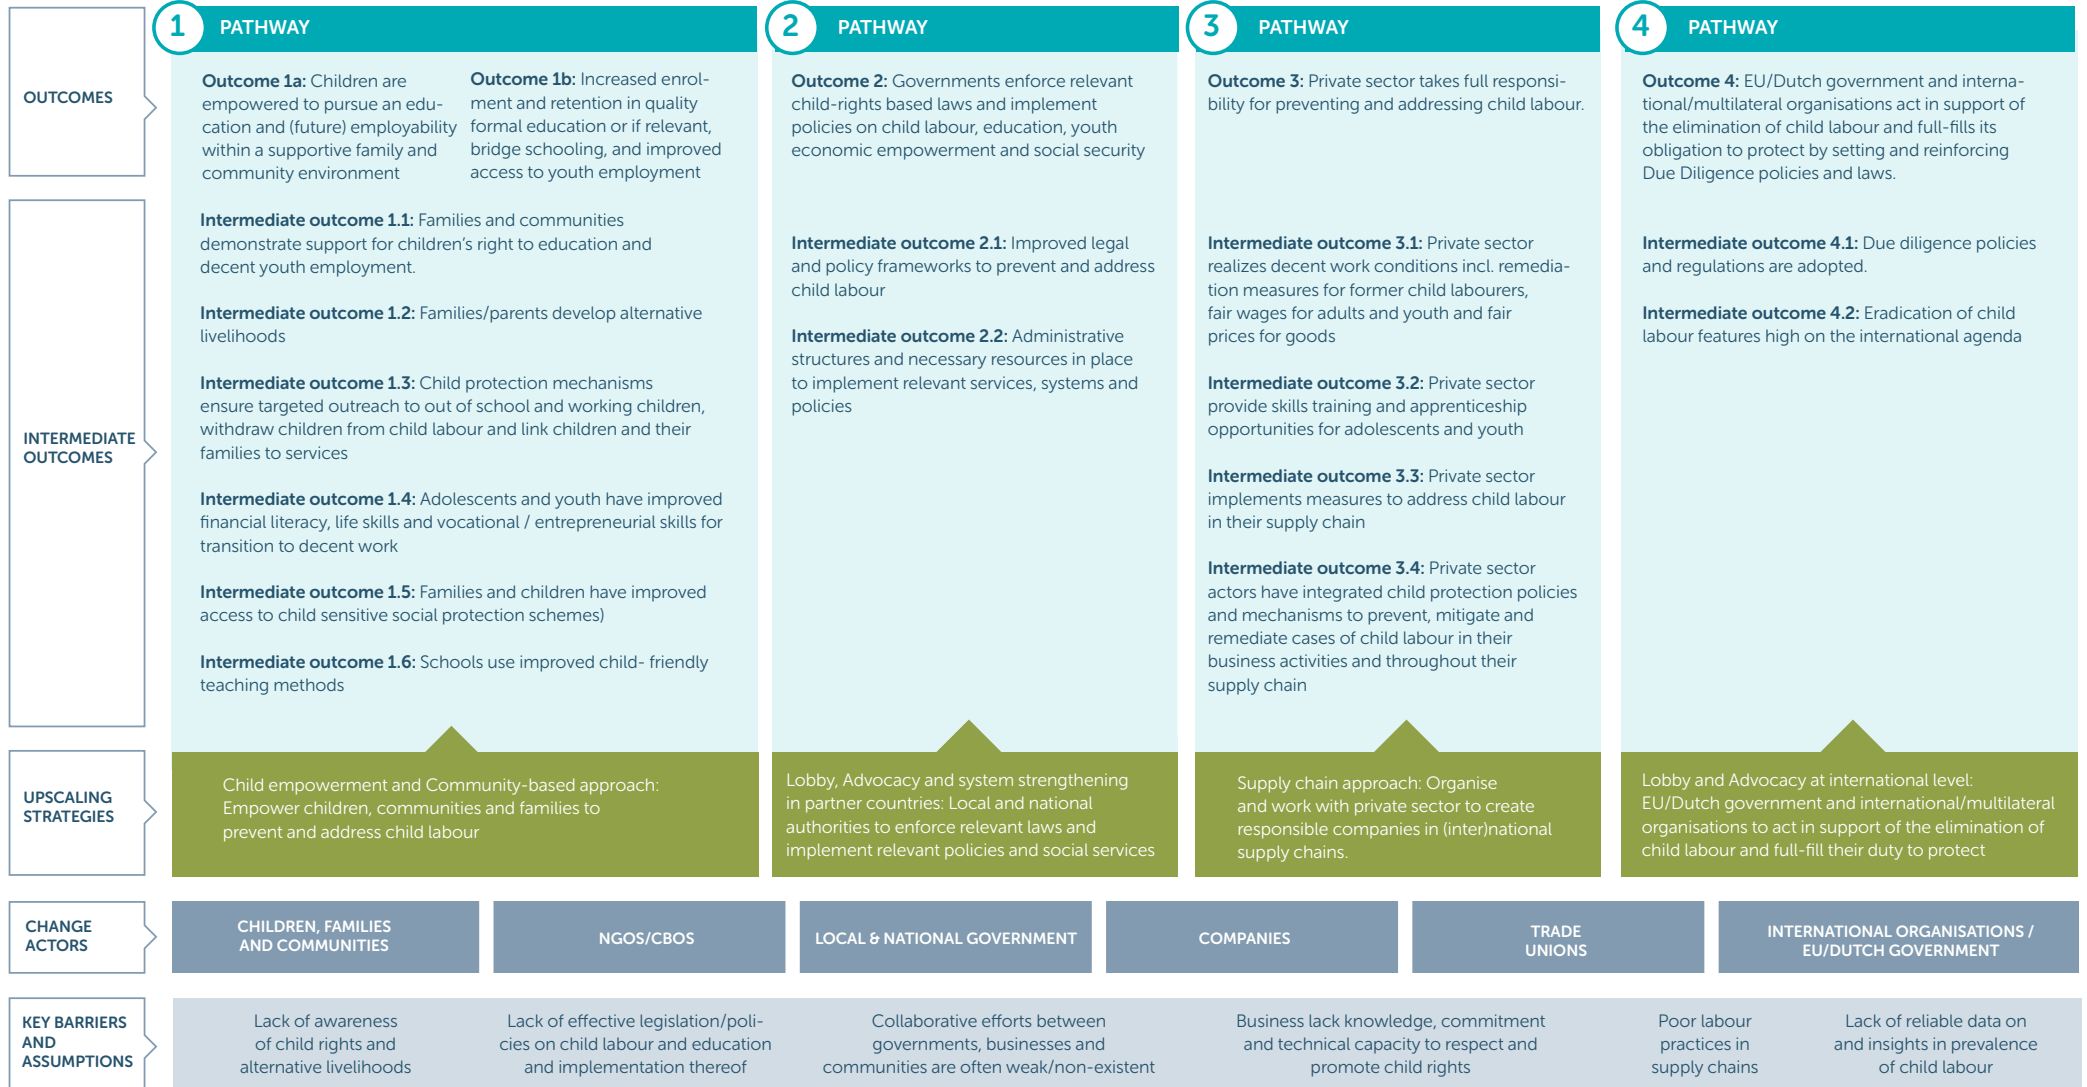 1 PATHWAY
2 PATHWAY
3 PATHWAY
4 PATHWAY
OUTCOMES
Outcome 1a: Children are
empowered to pursue an edu-
cation and (future) employability
within a supportive family and
community environment
Outcome 1b: Increased enrol-
ment and retention in quality
formal education or if relevant,
bridge schooling, and improved
access to youth employment
Outcome 2: Governments enforce relevant
child-rights based laws and implement
policies on child labour, education, youth
economic empowerment and social security
Outcome 3: Private sector takes full responsi-
bility for preventing and addressing child labour.
Outcome 4: EU/Dutch government and interna-
tional/multilateral organisations act in support of
the elimination of child labour and full-fills its
obligation to protect by setting and reinforcing
Due Diligence policies and laws.
INTERMEDIATE
OUTCOMES
Intermediate outcome 1.1: Families and communities
demonstrate support for children's right to education and
decent youth employment.
Intermediate outcome 1.2: Families/parents develop alternative
livelihoods
Intermediate outcome 1.3: Child protection mechanisms
ensure targeted outreach to out of school and working children,
withdraw children from child labour and link children and their
families to services
Intermediate outcome 1.4: Adolescents and youth have improved
financial literacy, life skills and vocational / entrepreneurial skills for
transition to decent work
Intermediate outcome 1.5: Families and children have improved
access to child sensitive social protection schemes)
Intermediate outcome 1.6: Schools use improved child- friendly
teaching methods
Intermediate outcome 2.1: Improved legal
and policy frameworks to prevent and address
child labour
Intermediate outcome 2.2: Administrative
structures and necessary resources in place
to implement relevant services, systems and
policies
Intermediate outcome 3.1: Private sector
realizes decent work conditions incl. remedia-
tion measures for former child labourers,
fair wages for adults and youth and fair
prices for goods
Intermediate outcome 3.2: Private sector
provide skills training and apprenticeship
opportunities for adolescents and youth
Intermediate outcome 3.3: Private sector
implements measures to address child labour
in their supply chain
Intermediate outcome 3.4: Private sector
actors have integrated child protection policies
and mechanisms to prevent, mitigate and
remediate cases of child labour in their
business activities and throughout their
supply chain
Intermediate outcome 4.1: Due diligence policies
and regulations are adopted.
Intermediate outcome 4.2: Eradication of child
labour features high on the international agenda
UPSCALING
STRATEGIES
Child empowerment and Community-based approach:
Empower children, communities and families to
prevent and address child labour
Lobby, Advocacy and system strengthening
in partner countries: Local and national
authorities to enforce relevant laws and
implement relevant policies and social services
Supply chain approach: Organise
and work with private sector to create
responsible companies in (inter)national
supply chains.
Lobby and Advocacy at international level:
EU/Dutch government and international/multilateral
organisations to act in support of the elimination of
child labour and full-fill their duty to protect
CHANGE
ACTORS
CHILDREN, FAMILIES
AND COMMUNITIES
NGOS/CBOS
LOCAL & NATIONAL GOVERNMENT
COMPANIES
TRADE
UNIONS
INTERNATIONAL ORGANISATIONS /
EU/DUTCH GOVERNMENT
KEY BARRIERS
AND
ASSUMPTIONS
Lack of awareness
of child rights and
alternative livelihoods
Lack of effective legislation/poli-
cies on child labour and education
and implementation thereof
Collaborative efforts between
governments, businesses and
communities are often weak/non-existent
Business lack knowledge, commitment
and technical capacity to respect and
promote child rights
Poor labour
practices in
supply chains
Lack of reliable data on
and insights in prevalence
of child labour